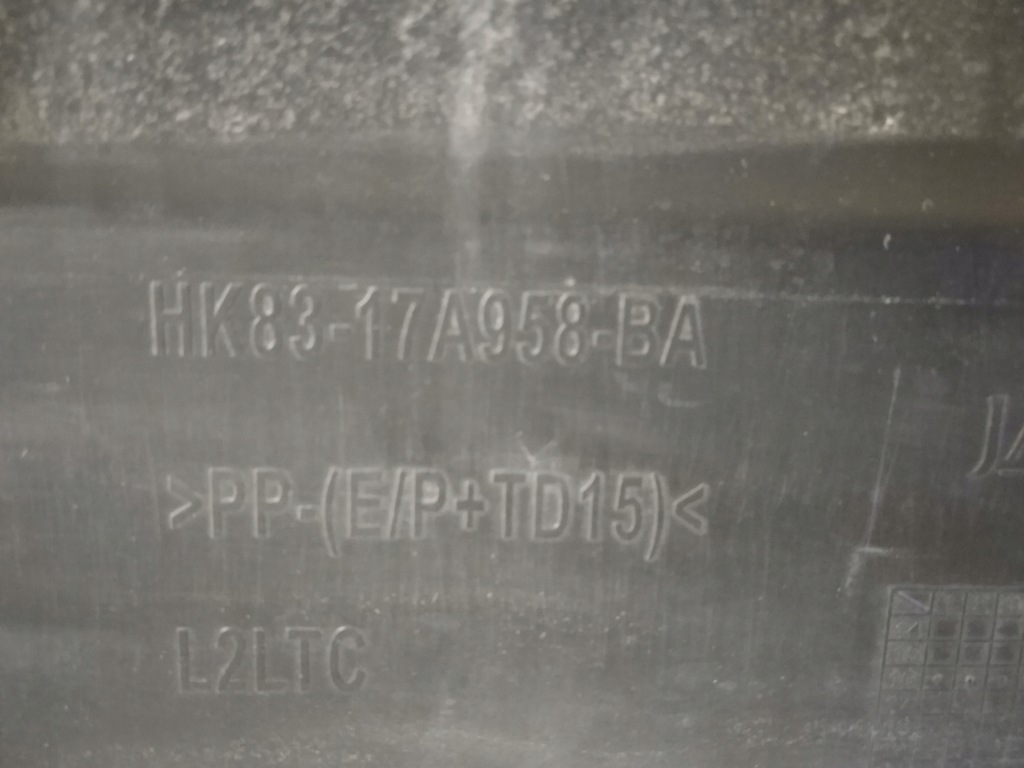 HK83-17A958-BA
>PP-(E/P+TD15)<
L2LTC